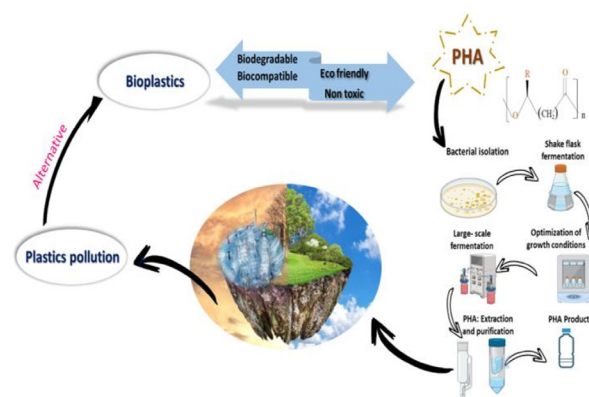 Bioplastics
Biodegradable
Biocompatible
Eco friendly
Non toxic
PHA
R
O
O
(CH₂)
n
Alternative
Plastics pollution
Bacterial isolation
Shake flask
fermentation
Large- scale
fermentation
Optimization of
growth conditions
PHA: Extraction
and purification
PHA Product